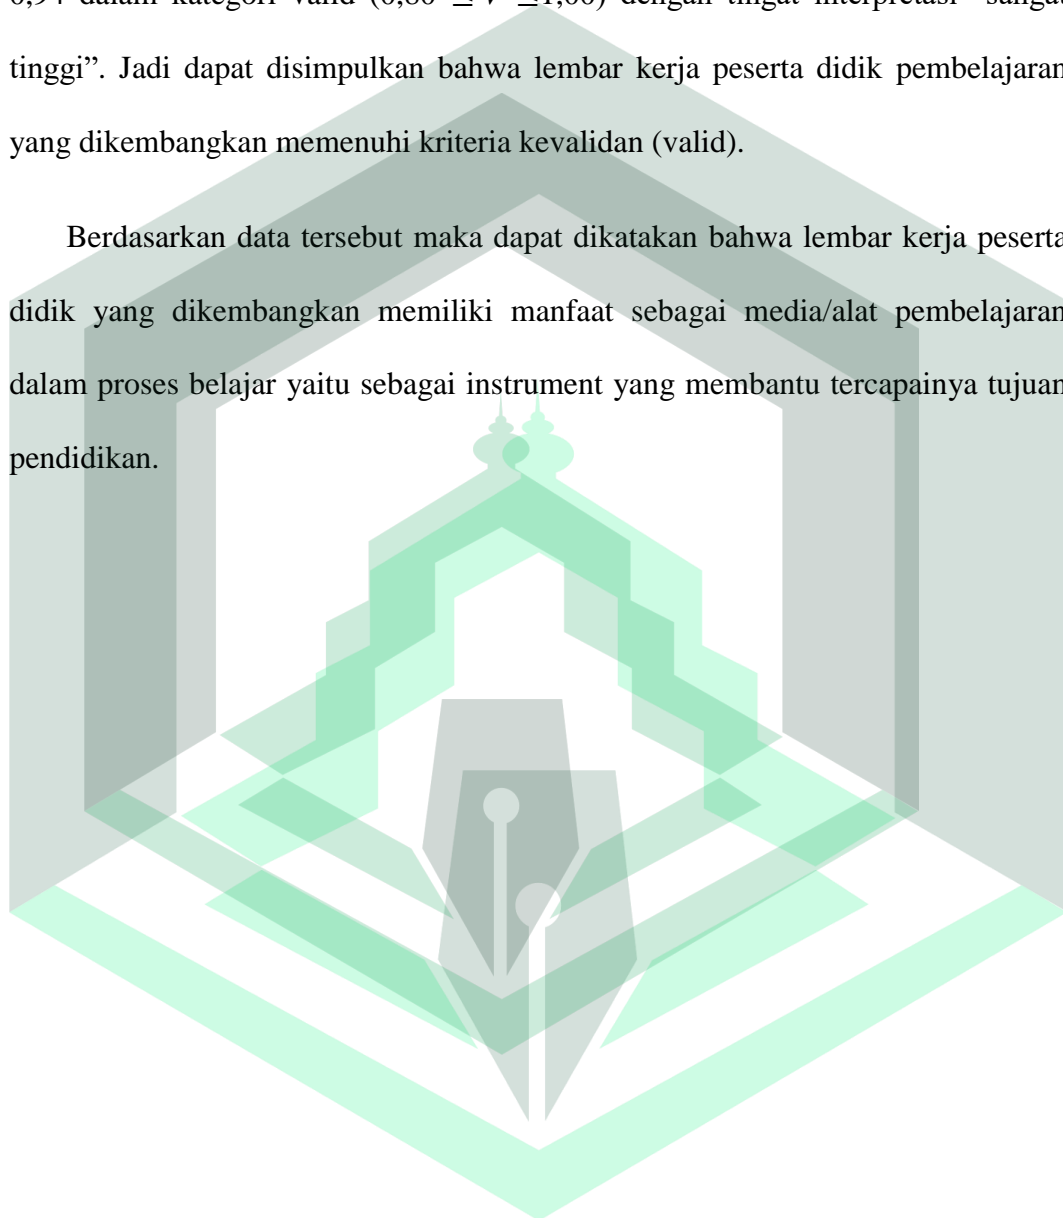 0,94 dalam kategori valid (0,80 ≤ V ≤1,00) dengan tingat interpretasi “sangat
tinggi”. Jadi dapat disimpulkan bahwa lembar kerja peserta didik pembelajaran
yang dikembangkan memenuhi kriteria kevalidan (valid).
Berdasarkan data tersebut maka dapat dikatakan bahwa lembar kerja peserta
didik yang dikembangkan memiliki manfaat sebagai media/alat pembelajaran
dalam proses belajar yaitu sebagai instrument yang membantu tercapainya tujuan
pendidikan.